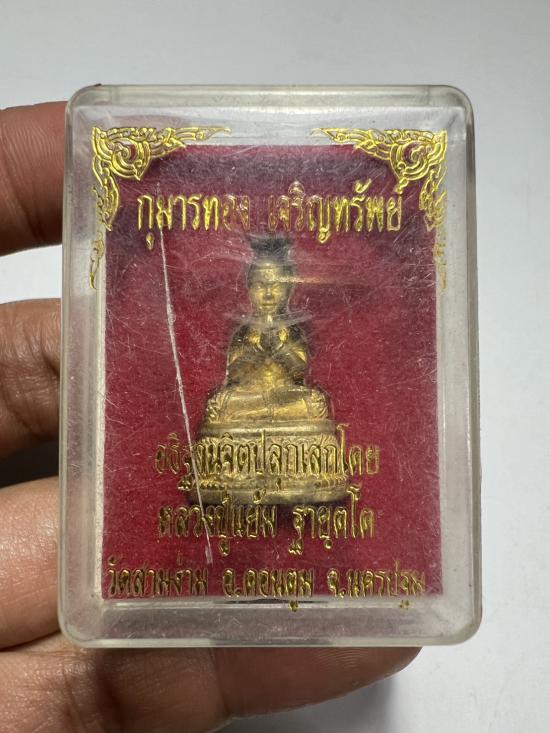 กุมารทอง เจริญทรัพย์
อธิฐานจิตปลุกเสกโดย
หลวงปู่แย้ม ฐายุตโต
วัดสามง่าม อ.ดอนตูม จ.นครปฐม